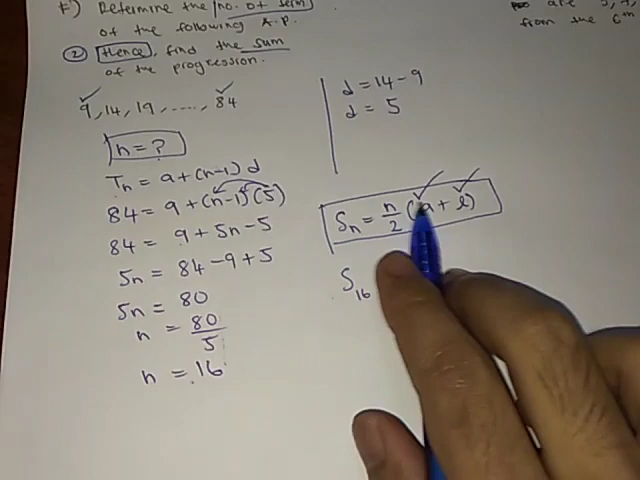 F) Determine the no. of term
of the following A.P.
② Hence, find the sum
of the progression.
9, 14, 19, ....., 84
n = ?
Tn = a + (n-1) d
84 = 9 + (n-1)(5)
84 = 9 + 5n - 5
5n = 84 - 9 + 5
5n = 80
n = 80/5
n = 16
d = 14 - 9
d = 5
Sn = n/2 (a + l)
S16
are 5,
from the 6th